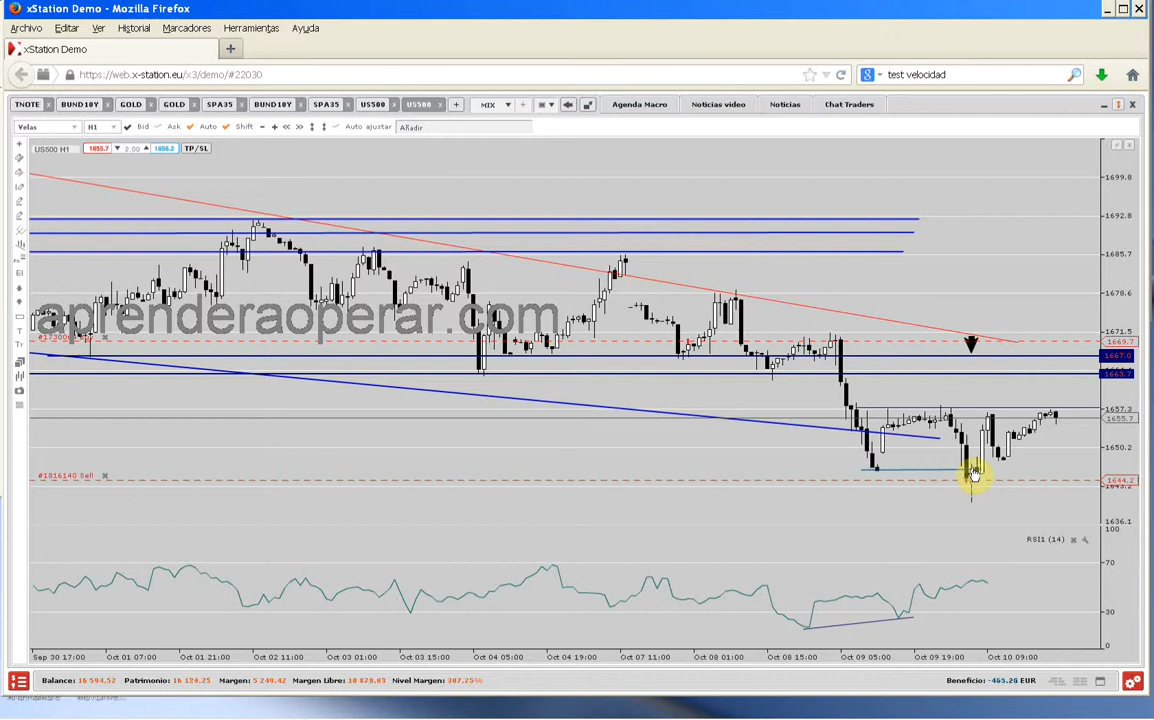 xStation Demo - Mozilla Firefox
Archivo Editar Ver Historial Marcadores Herramientas Ayuda
xStation Demo
https://web.x-station.eu/x3/demo/#22030
test velocidad
TNOTE BUND10Y GOLD GOLD SPA35 BUND10Y SPA35 US500 US500 MIX Agenda Macro Noticias video Noticias Chat Traders
Velas H1 Bid Ask Auto Shift Auto ajustar Añadir
US500 H1 1655.7 2.00 1656.2 TP/SL
1699.8
1692.8
1685.7
1678.6
aprenderaoperar.com
1671.5
1669.7
1667.0
1663.7
1657.3
1655.7
1650.2
#1816140 Sell
1644.2
1636.1
100
RSI1 (14)
70
30
0
Sep 30 17:00 Oct 01 07:00 Oct 01 21:00 Oct 02 11:00 Oct 03 01:00 Oct 03 15:00 Oct 04 05:00 Oct 04 19:00 Oct 07 11:00 Oct 08 01:00 Oct 08 15:00 Oct 09 05:00 Oct 09 19:00 Oct 10 09:00
Balance: 16 594.52 Patrimonio: 16 129.25 Margen: 5 249.42 Margen Libre: 10 879.83 Nivel Margen: 307.25% Beneficio: -465.26 EUR